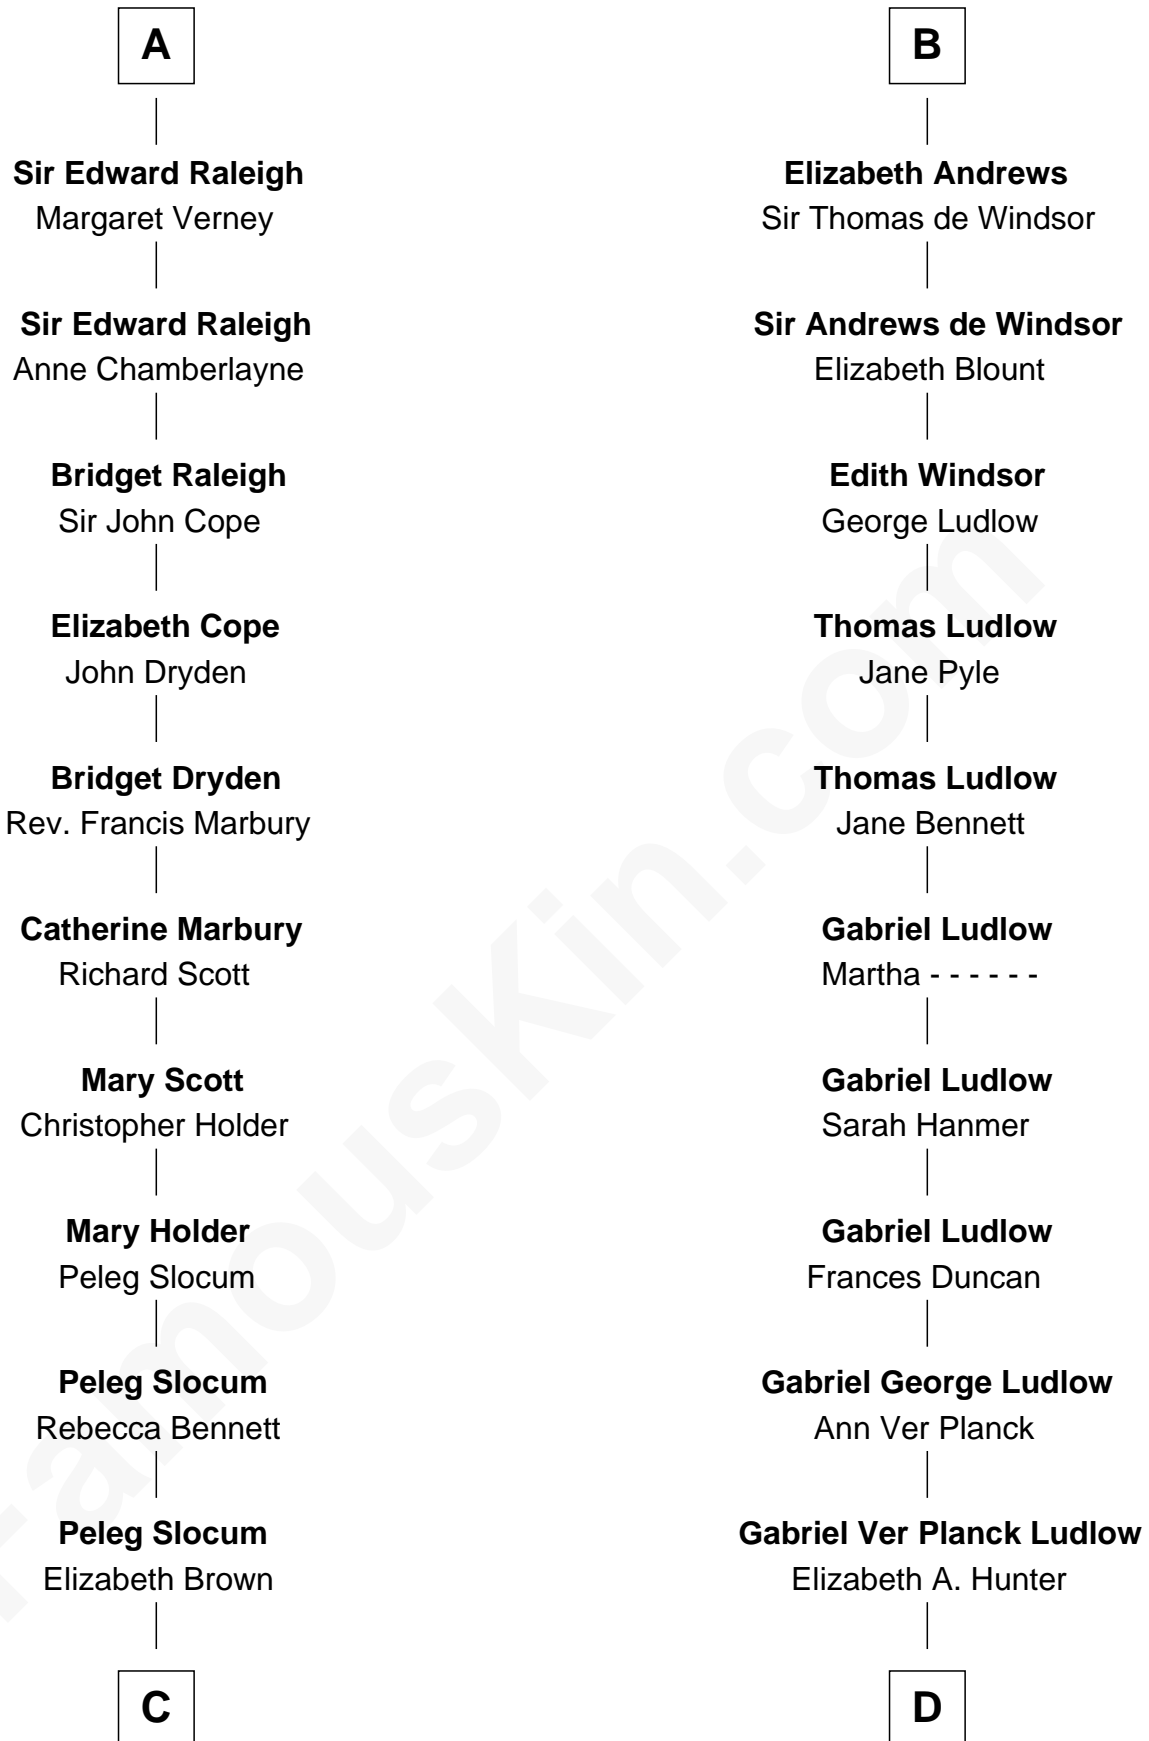 A
Sir Edward Raleigh
Margaret Verney
Sir Edward Raleigh
Anne Chamberlayne
Bridget Raleigh
Sir John Cope
Elizabeth Cope
John Dryden
Bridget Dryden
Rev. Francis Marbury
Catherine Marbury
Richard Scott
Mary Scott
Christopher Holder
Mary Holder
Peleg Slocum
Peleg Slocum
Rebecca Bennett
Peleg Slocum
Elizabeth Brown
C
B
Elizabeth Andrews
Sir Thomas de Windsor
Sir Andrews de Windsor
Elizabeth Blount
Edith Windsor
George Ludlow
Thomas Ludlow
Jane Pyle
Thomas Ludlow
Jane Bennett
Gabriel Ludlow
Martha - - - - - -
Gabriel Ludlow
Sarah Hanmer
Gabriel Ludlow
Frances Duncan
Gabriel George Ludlow
Ann Ver Planck
Gabriel Ver Planck Ludlow
Elizabeth A. Hunter
D
FamousKin.com